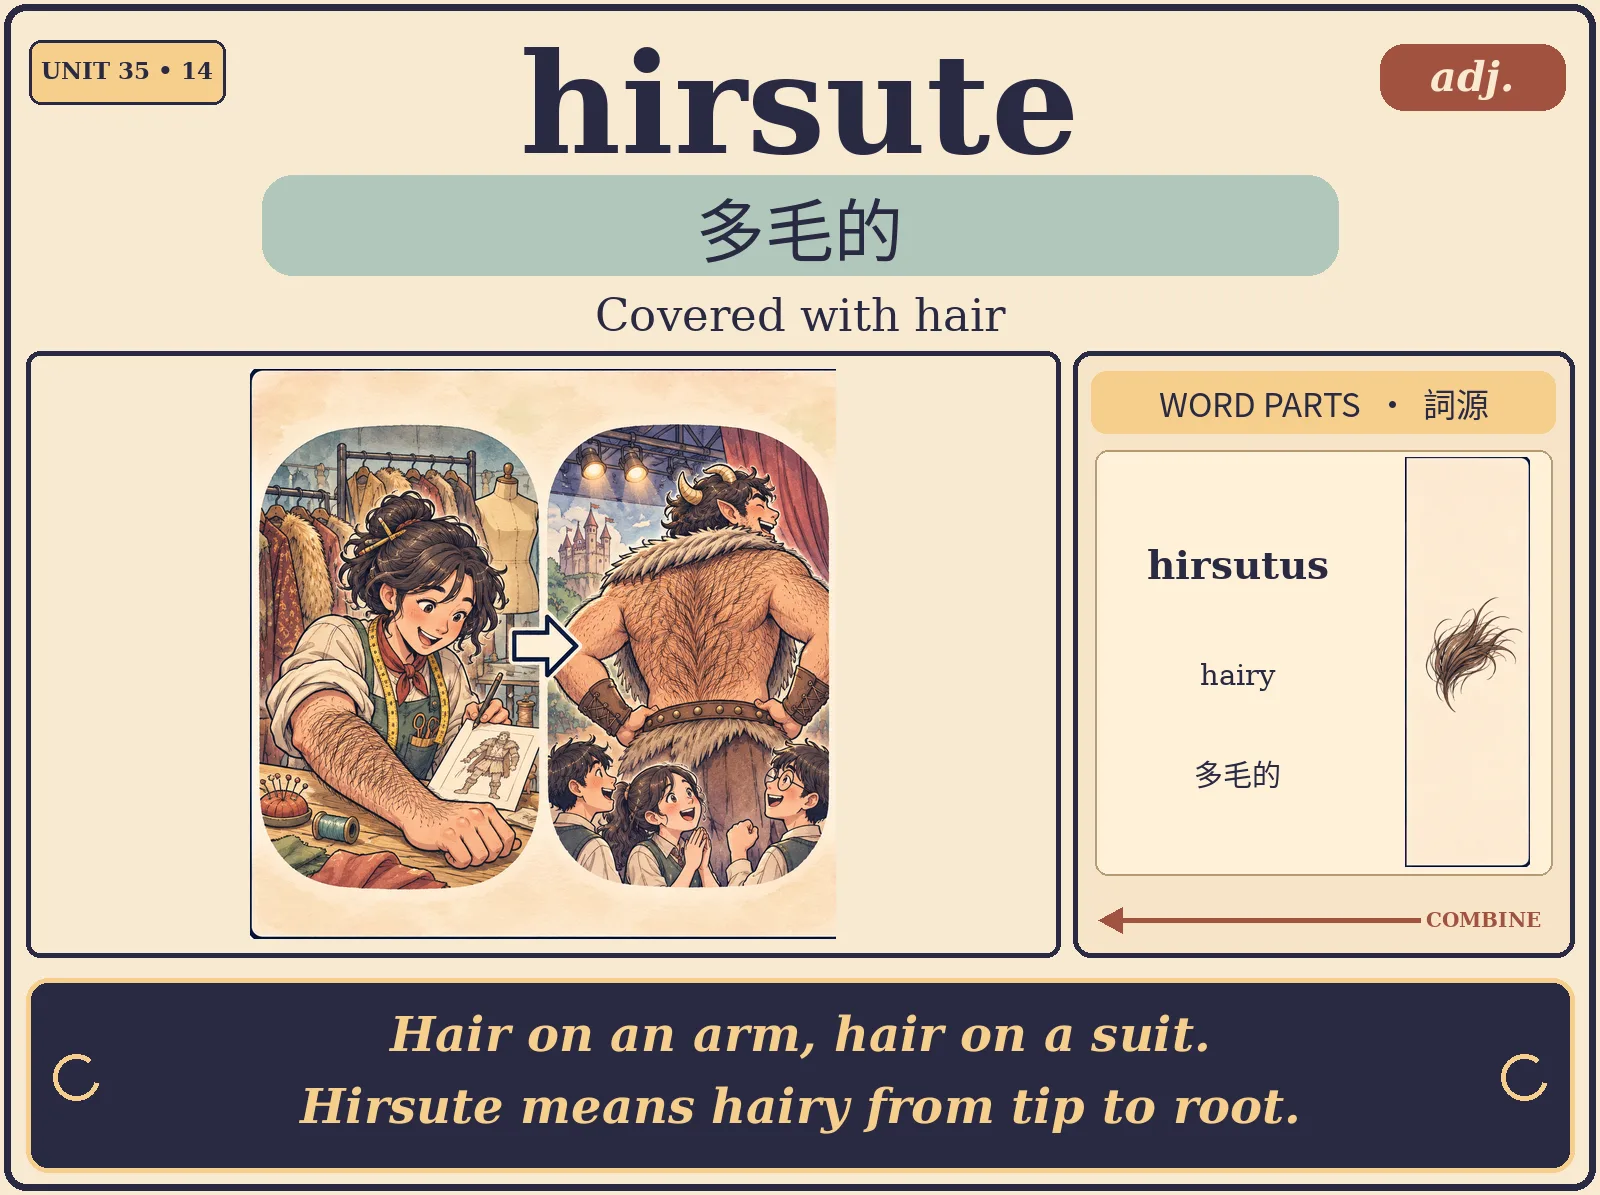 UNIT 35 • 14
hirsute
adj.
多毛的
Covered with hair
WORD PARTS • 詞源
hirsutus
hairy
多毛的
COMBINE
Hair on an arm, hair on a suit.
Hirsute means hairy from tip to root.